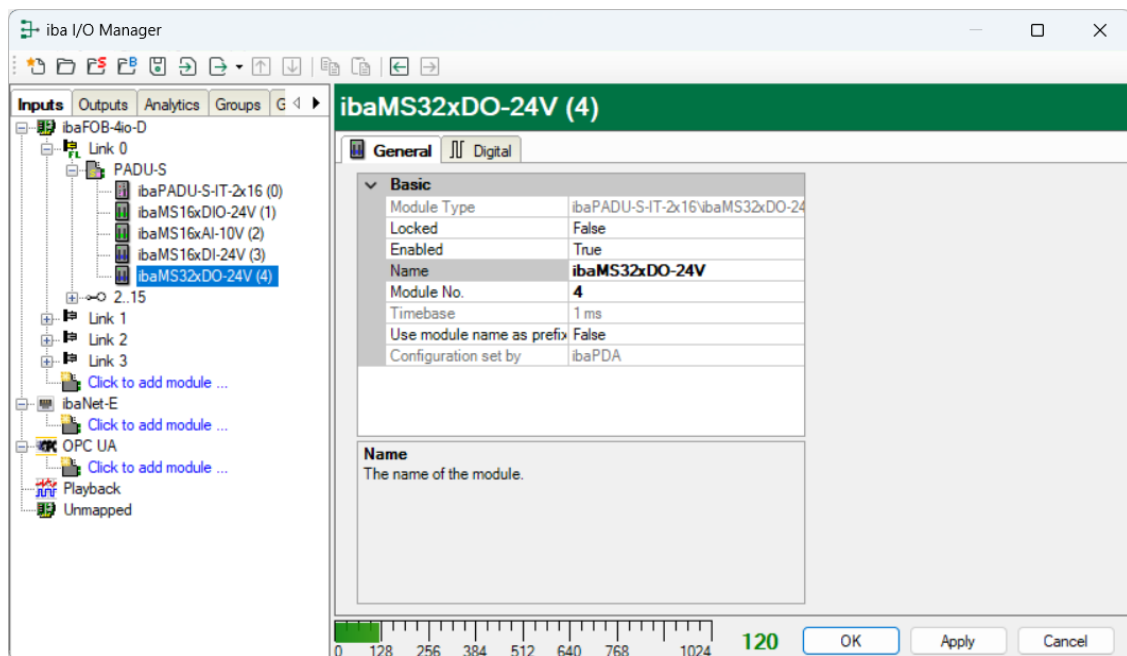 iba I/O Manager
Inputs Outputs Analytics Groups G
ibaFOB-4io-D
Link 0
PADU-S
ibaPADU-S-IT-2x16 (0)
ibaMS16xDIO-24V (1)
ibaMS16xAI-10V (2)
ibaMS16xDI-24V (3)
ibaMS32xDO-24V (4)
2..15
Link 1
Link 2
Link 3
Click to add module ...
ibaNet-E
Click to add module ...
OPC UA
Click to add module ...
Playback
Unmapped
ibaMS32xDO-24V (4)
General Digital
Basic
Module Type ibaPADU-S-IT-2x16\ibaMS32xDO-24
Locked False
Enabled True
Name ibaMS32xDO-24V
Module No. 4
Timebase 1 ms
Use module name as prefix False
Configuration set by ibaPDA
Name
The name of the module.
0 128 256 384 512 640 768 1024
120
OK Apply Cancel